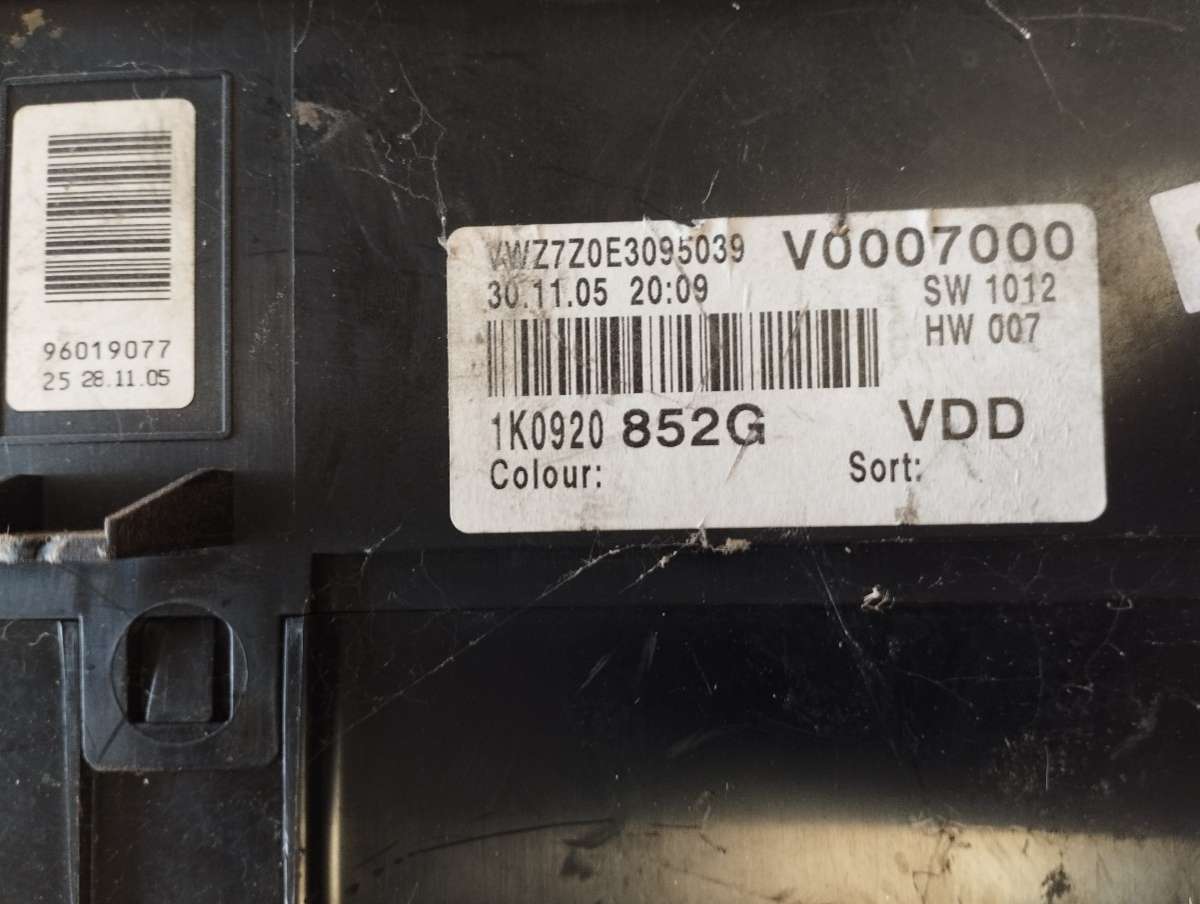 96019077
25 28.11.05
VWZ7Z0E3095039 V0007000
30.11.05 20:09 SW 1012
HW 007
1K0920 852G VDD
Colour: Sort: